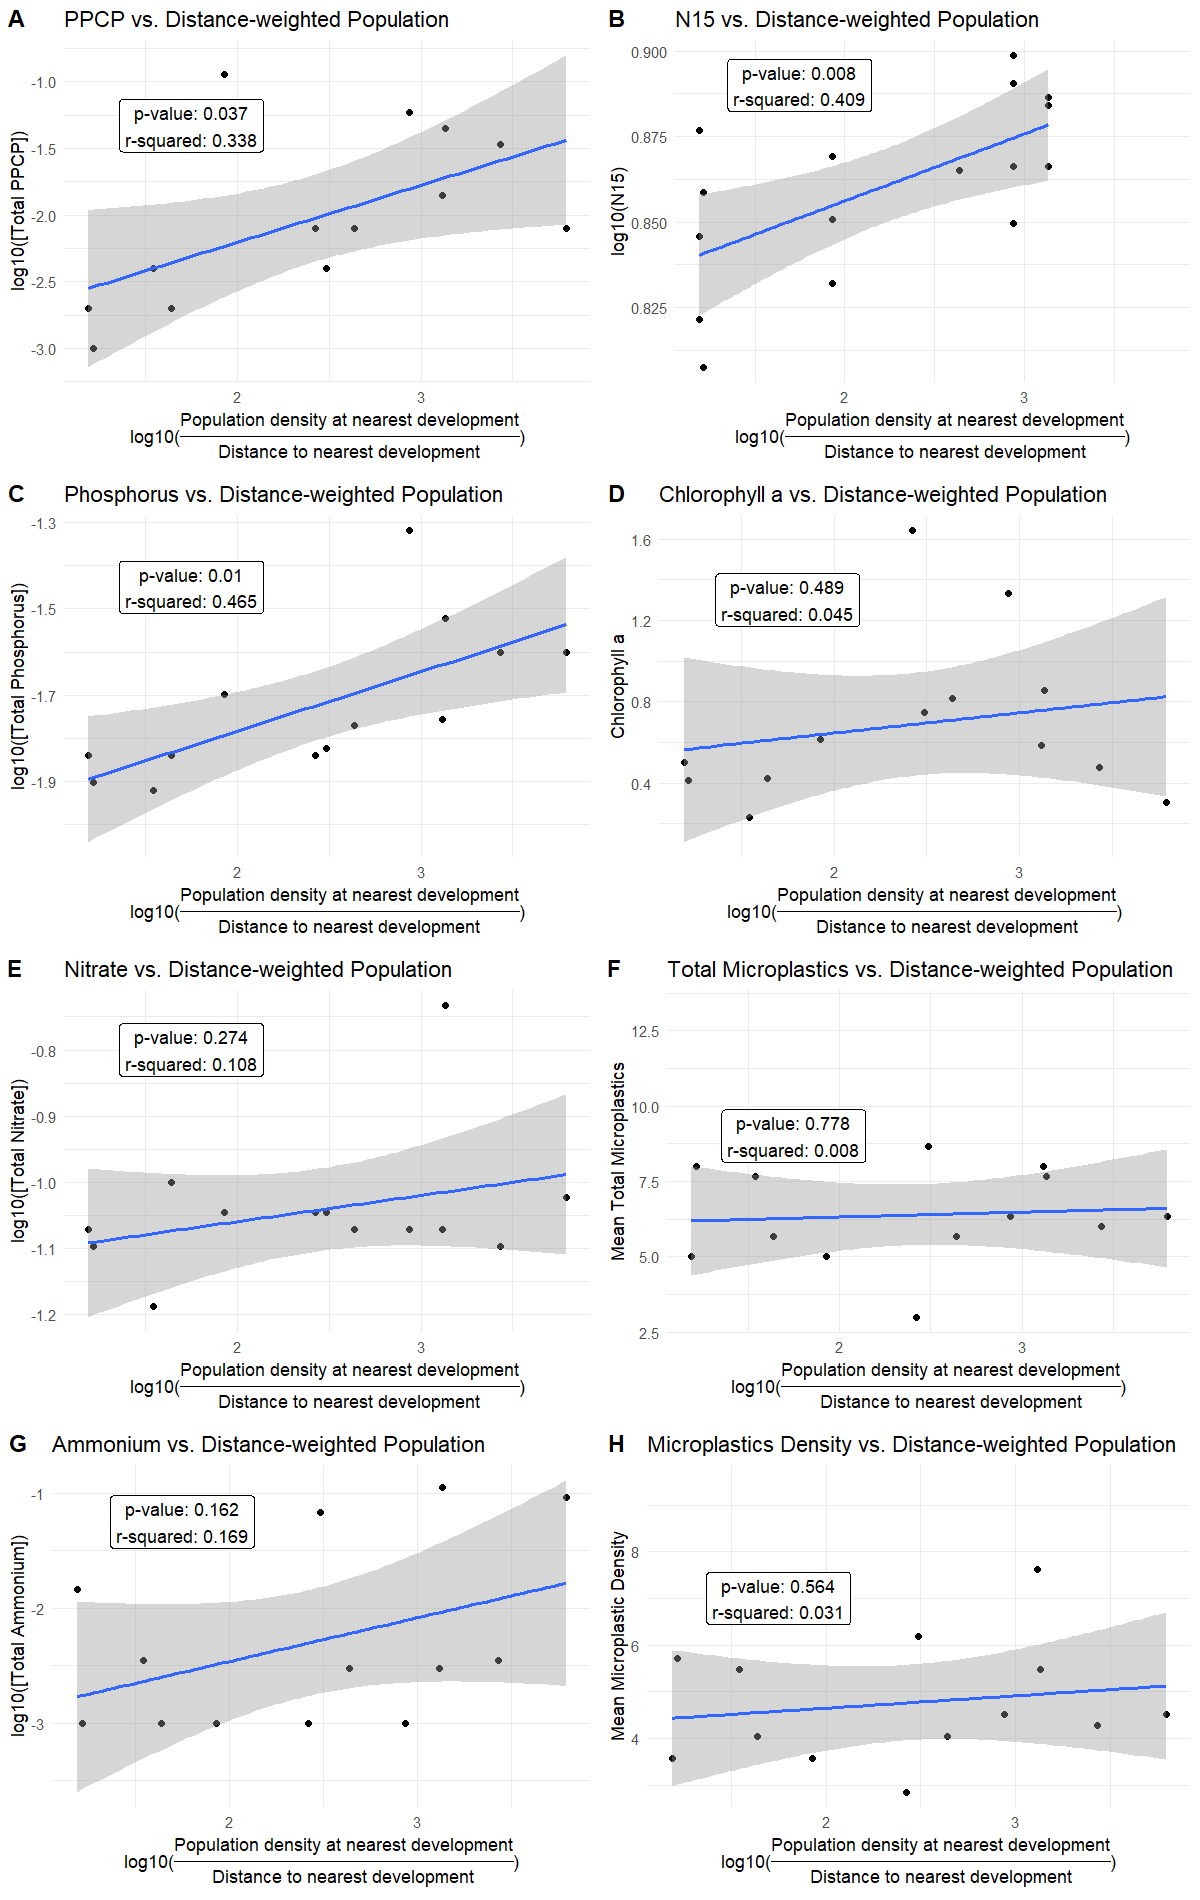 A PPCP vs. Distance-weighted Population
p-value: 0.037
r-squared: 0.338
log10([Total PPCP])
-1.0
-1.5
-2.0
-2.5
-3.0
2 3
log10(Population density at nearest development
Distance to nearest development)
B N15 vs. Distance-weighted Population
p-value: 0.008
r-squared: 0.409
log10(N15)
0.900
0.875
0.850
0.825
2 3
log10(Population density at nearest development
Distance to nearest development)
C Phosphorus vs. Distance-weighted Population
p-value: 0.01
r-squared: 0.465
log10([Total Phosphorus])
-1.3
-1.5
-1.7
-1.9
2 3
log10(Population density at nearest development
Distance to nearest development)
D Chlorophyll a vs. Distance-weighted Population
p-value: 0.489
r-squared: 0.045
Chlorophyll a
1.6
1.2
0.8
0.4
2 3
log10(Population density at nearest development
Distance to nearest development)
E Nitrate vs. Distance-weighted Population
p-value: 0.274
r-squared: 0.108
log10([Total Nitrate])
-0.8
-0.9
-1.0
-1.1
-1.2
2 3
log10(Population density at nearest development
Distance to nearest development)
F Total Microplastics vs. Distance-weighted Population
p-value: 0.778
r-squared: 0.008
Mean Total Microplastics
12.5
10.0
7.5
5.0
2.5
2 3
log10(Population density at nearest development
Distance to nearest development)
G Ammonium vs. Distance-weighted Population
p-value: 0.162
r-squared: 0.169
log10([Total Ammonium])
-1
-2
-3
2 3
log10(Population density at nearest development
Distance to nearest development)
H Microplastics Density vs. Distance-weighted Population
p-value: 0.564
r-squared: 0.031
Mean Microplastic Density
8
6
4
2 3
log10(Population density at nearest development
Distance to nearest development)